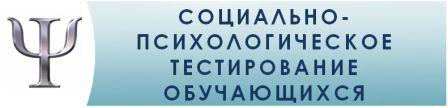 Ψ
СОЦИАЛЬНО-
ПСИХОЛОГИЧЕСКОЕ
ТЕСТИРОВАНИЕ
ОБУЧАЮЩИХСЯ